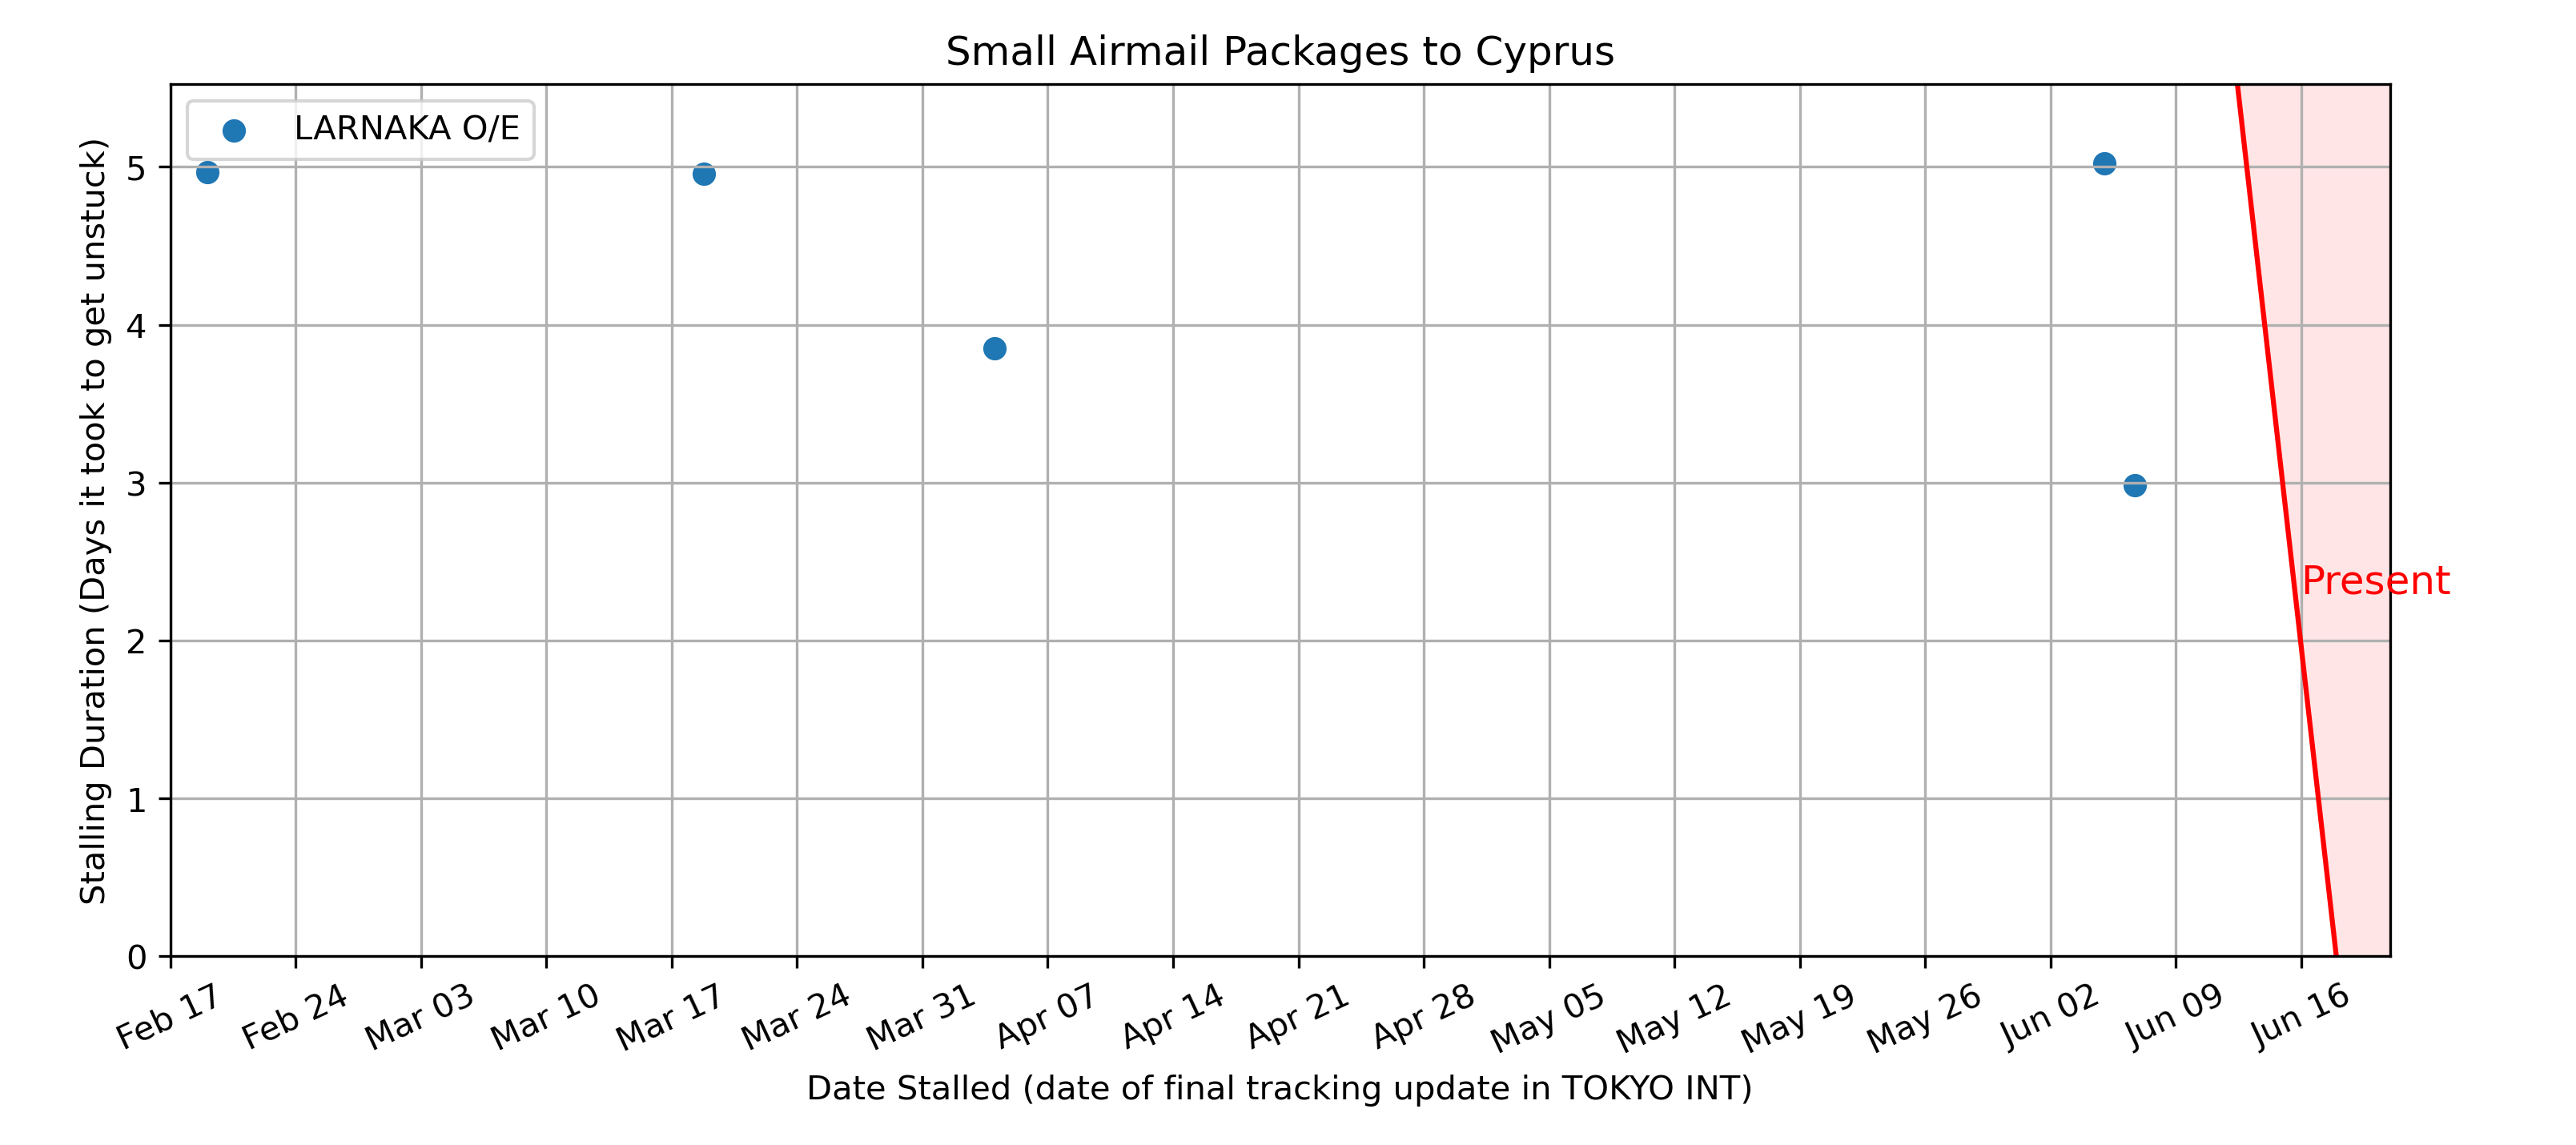 Small Airmail Packages to Cyprus
LARNAKA O/E
Stalling Duration (Days it took to get unstuck)
5
4
3
2
1
0
Present
Feb 17
Feb 24
Mar 03
Mar 10
Mar 17
Mar 24
Mar 31
Apr 07
Apr 14
Apr 21
Apr 28
May 05
May 12
May 19
May 26
Jun 02
Jun 09
Jun 16
Date Stalled (date of final tracking update in TOKYO INT)